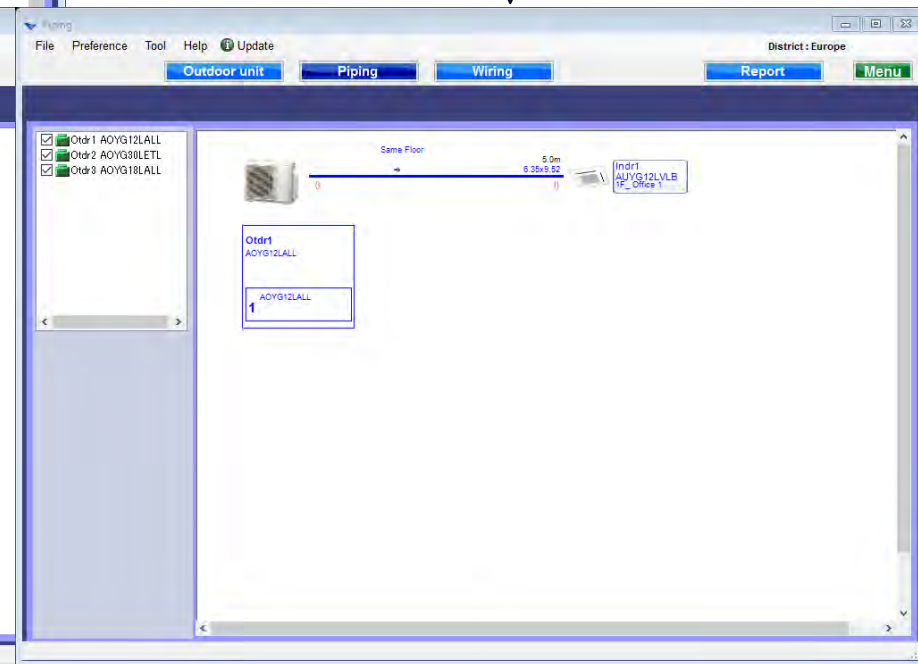 Piping
File Preference Tool Help Update
District : Europe
Outdoor unit Piping Wiring Report Menu
Otdr1 AOYG12LALL
Otdr2 AOYG30LETL
Otdr3 AOYG18LALL
Same Floor
5.0m
6.35x9.52
()
()
Indr1
AUYG12LVLB
1F_ Office 1
Otdr1
AOYG12LALL
AOYG12LALL
1